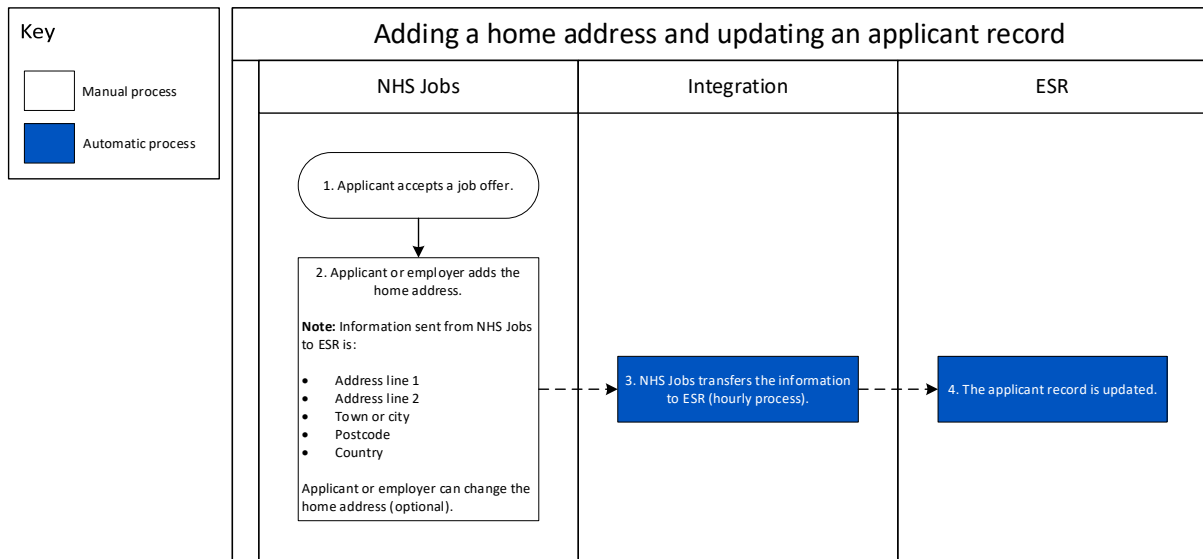 Key
Manual process
Automatic process
Adding a home address and updating an applicant record
NHS Jobs
Integration
ESR
1. Applicant accepts a job offer.
2. Applicant or employer adds the
home address.
Note: Information sent from NHS Jobs
to ESR is:
• Address line 1
• Address line 2
• Town or city
• Postcode
• Country
Applicant or employer can change the
home address (optional).
3. NHS Jobs transfers the information
to ESR (hourly process).
4. The applicant record is updated.